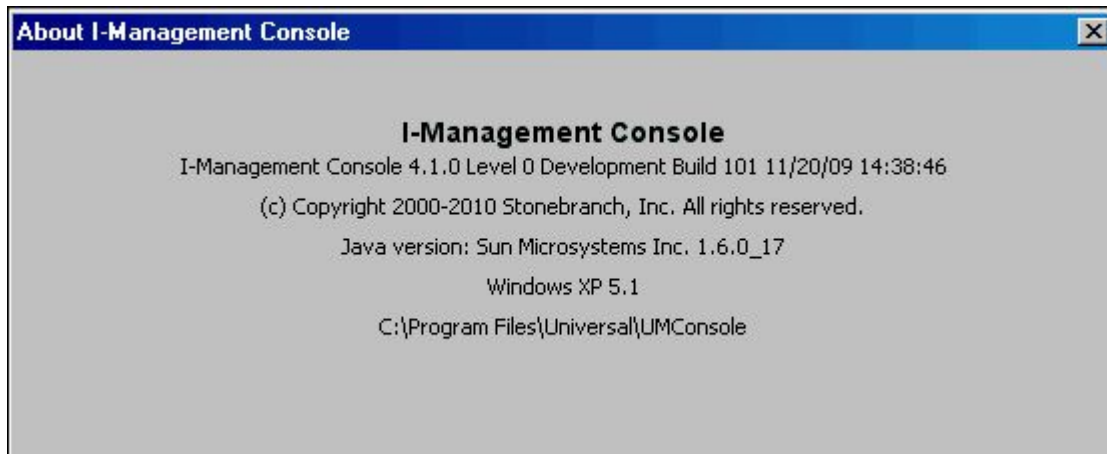 About I-Management Console
I-Management Console
I-Management Console 4.1.0 Level 0 Development Build 101 11/20/09 14:38:46
(c) Copyright 2000-2010 Stonebranch, Inc. All rights reserved.
Java version: Sun Microsystems Inc. 1.6.0_17
Windows XP 5.1
C:\Program Files\Universal\UMConsole